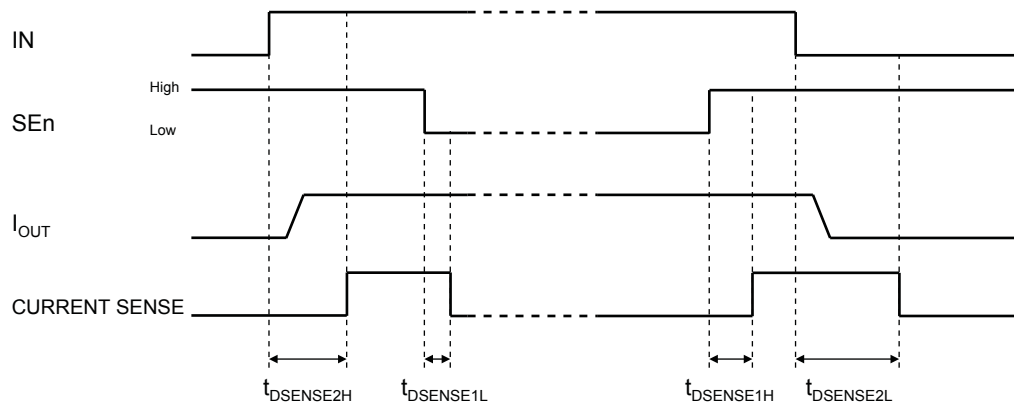 IN
High
SEn
Low
IOUT
CURRENT SENSE
tDSENSE2H
tDSENSE1L
tDSENSE1H
tDSENSE2L